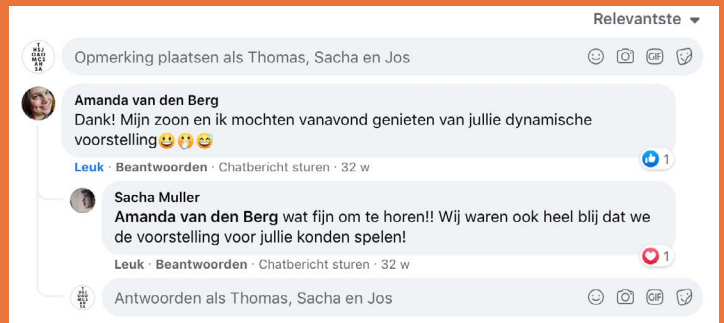 Relevantste
Opmerking plaatsen als Thomas, Sacha en Jos
GIF
Amanda van den Berg
Dank! Mijn zoon en ik mochten vanavond genieten van jullie dynamische
voorstelling😀🤭😅
1
Leuk · Beantwoorden · Chatbericht sturen · 32 w
Sacha Muller
Amanda van den Berg wat fijn om te horen!! Wij waren ook heel blij dat we
de voorstelling voor jullie konden spelen!
1
Leuk · Beantwoorden · Chatbericht sturen · 32 w
Antwoorden als Thomas, Sacha en Jos
GIF